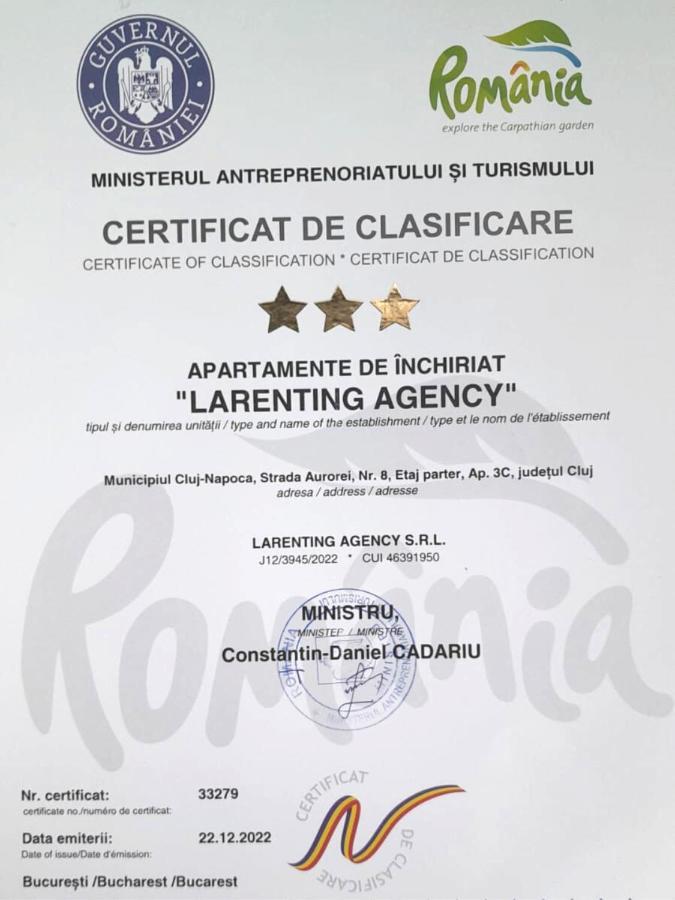 GUVERNUL
ROMÂNIEI
România
explore the Carpathian garden
MINISTERUL ANTREPRENORIATULUI ȘI TURISMULUI
CERTIFICAT DE CLASIFICARE
CERTIFICATE OF CLASSIFICATION * CERTIFICAT DE CLASSIFICATION
APARTAMENTE DE ÎNCHIRIAT
"LARENTING AGENCY"
tipul și denumirea unității / type and name of the establishment / type et le nom de l'établissement
Municipiul Cluj-Napoca, Strada Aurorei, Nr. 8, Etaj parter, Ap. 3C, județul Cluj
adresa / address / adresse
România
LARENTING AGENCY S.R.L.
J12/3945/2022 * CUI 46391950
MINISTRU,
MINISTER / MINISTRE
Constantin-Daniel CADARIU
ROMÂNIA
MINISTERUL
Nr. certificat: 33279
certificate no./numéro de certificat:
Data emiterii: 22.12.2022
Date of issue/Date d'émission:
București /Bucharest /Bucarest
CERTIFICAT
DE CLASIFICARE